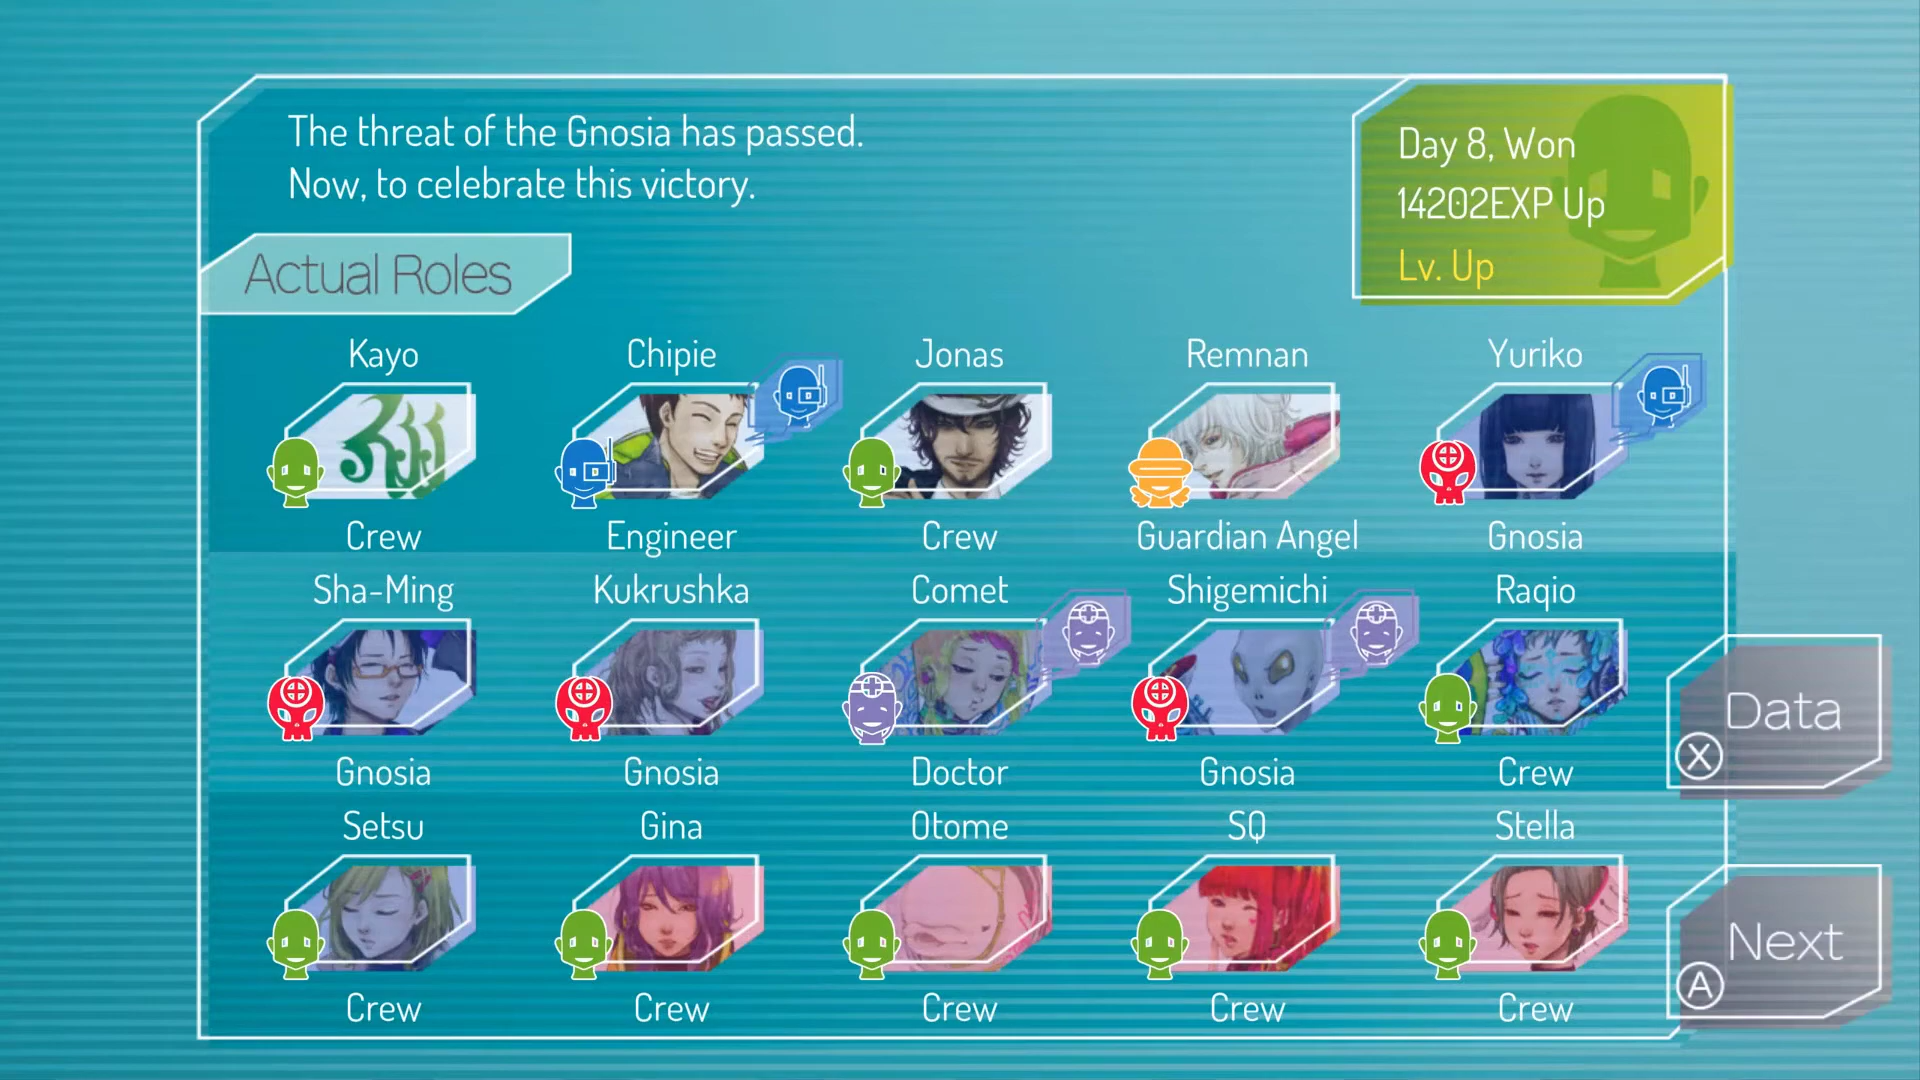 The threat of the Gnosia has passed.
Now, to celebrate this victory.
Day 8, Won
14202EXP Up
Lv. Up
Actual Roles
Kayo
Chipie
Jonas
Remnan
Yuriko
Crew
Engineer
Crew
Guardian Angel
Gnosia
Sha-Ming
Kukrushka
Comet
Shigemichi
Raqio
Gnosia
Gnosia
Doctor
Gnosia
Crew
Setsu
Gina
Otome
SQ
Stella
Crew
Crew
Crew
Crew
Crew
Data
X
Next
A